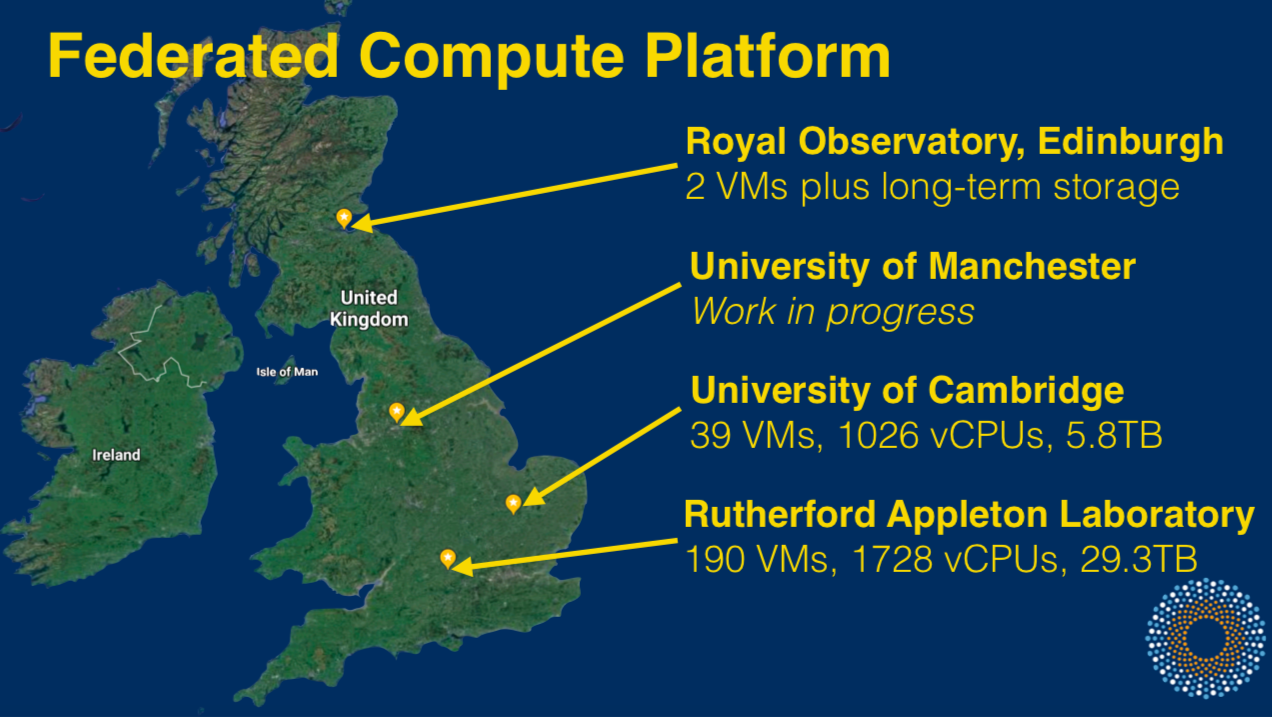 Federated Compute Platform
Royal Observatory, Edinburgh
2 VMs plus long-term storage
University of Manchester
Work in progress
University of Cambridge
39 VMs, 1026 vCPUs, 5.8TB
Rutherford Appleton Laboratory
190 VMs, 1728 vCPUs, 29.3TB
United
Kingdom
Isle of Man
Ireland